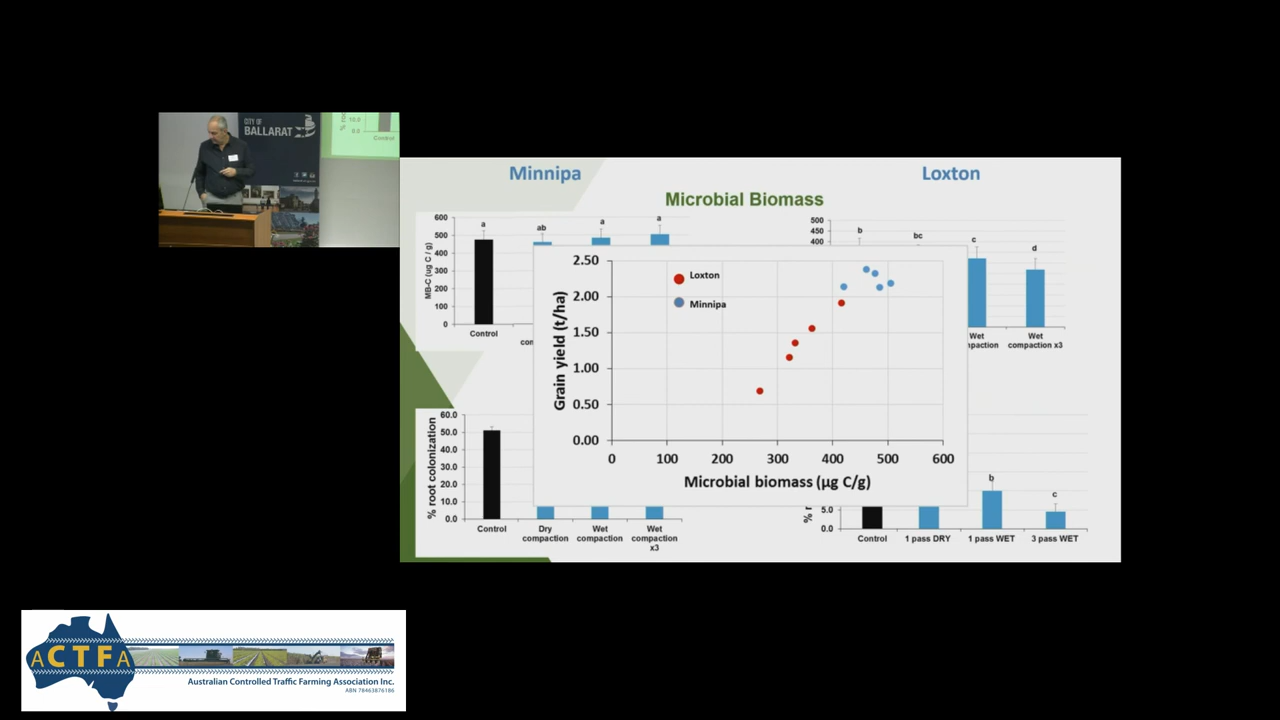 CITY OF
BALLARAT
10.0
0.0
Control
Minnipa
Loxton
Microbial Biomass
MB-C (ug C / g)
600
500
400
300
200
100
0
a
ab
a
a
Control
500
450
400
b
bc
c
d
Wet
Wet
compaction x3
Grain yield (t/ha)
2.50
2.00
1.50
1.00
0.50
0.00
Loxton
Minnipa
0 100 200 300 400 500 600
Microbial biomass (µg C/g)
% root colonization
60.0
50.0
40.0
30.0
20.0
10.0
0.0
Control
Dry
compaction
Wet
compaction
Wet
compaction
x3
b
c
5.0
0.0
Control 1 pass DRY 1 pass WET 3 pass WET
ACTFA
Australian Controlled Traffic Farming Association Inc.
ABN 78463876186